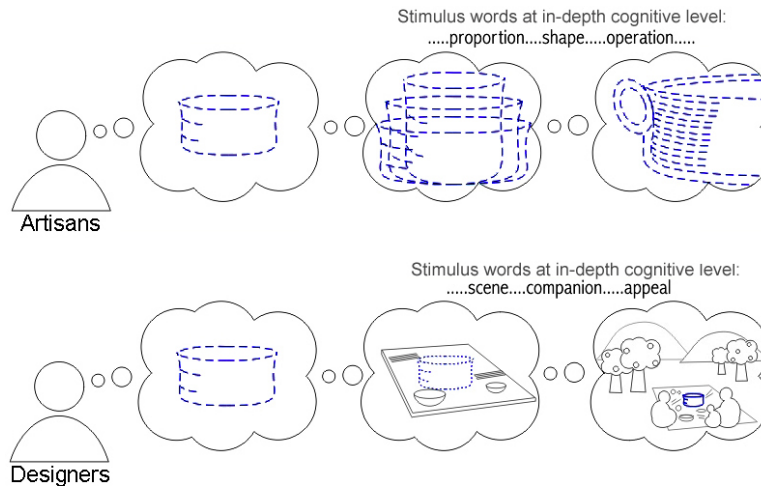 Stimulus words at in-depth cognitive level:
.....proportion....shape.....operation.....
Artisans
Stimulus words at in-depth cognitive level:
.....scene....companion.....appeal
Designers